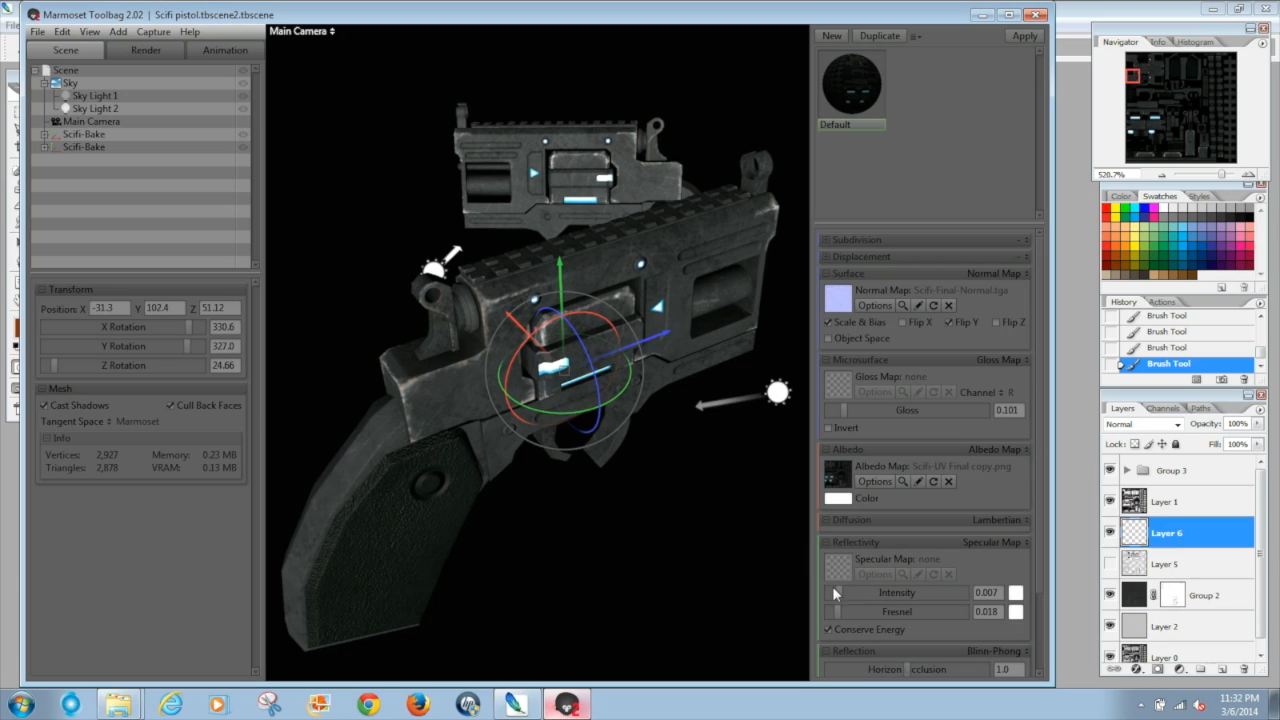 Marmoset Toolbag 2.02 - Scifi pistol.tbscene2.tbscene
File Edit View Add Capture Help
Scene Render Animation
Scene
Sky
Sky Light 1
Sky Light 2
Main Camera
Scifi-Bake
Scifi-Bake
Transform
Position: X -31.3 Y 102.4 Z 51.12
X Rotation 330.6
Y Rotation 327.0
Z Rotation 24.66
Mesh
Cast Shadows Cull Back Faces
Tangent Space Marmoset
Info
Memory: 0.23 MB
Triangles: 2,878 VRAM: 0.13 MB
Main Camera
New Duplicate Apply
Default
Subdivision
Displacement
Surface Normal Map
Normal Map: Scifi-Final-Normal.tga
Options
Scale & Bias Flip X Flip Y Flip Z
Object Space
Microsurface Gloss Map
Gloss Map: none
Options Channel R
Gloss 0.101
Invert
Albedo Albedo Map
Albedo Map: Scifi-UV Final copy.png
Options
Color
Diffusion Lambertian
Reflectivity Specular Map
Specular Map: none
Options
Intensity 0.007
Fresnel 0.018
Conserve Energy
Reflection Blinn-Phong
1.0
Navigator Info Histogram
520.7%
Color Swatches Styles
History Actions
Brush Tool
Brush Tool
Brush Tool
Brush Tool
Layers Channels Paths
Normal Opacity: 100%
Lock: Fill: 100%
Group 3
Layer 1
Layer 6
Layer 5
Group 2
Layer 2
Layer 0
11:32 PM
3/6/2014